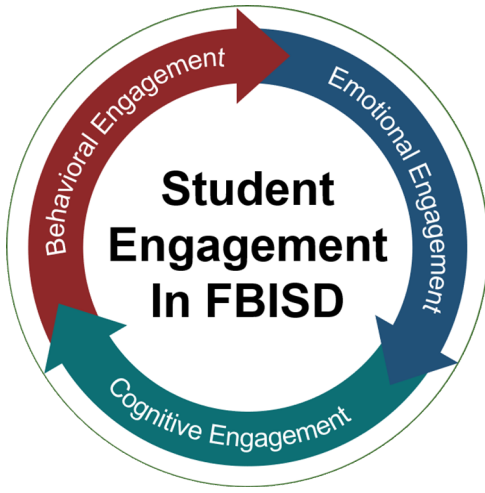 Student
Engagement
In FBISD
Behavioral Engagement
Emotional Engagement
Cognitive Engagement